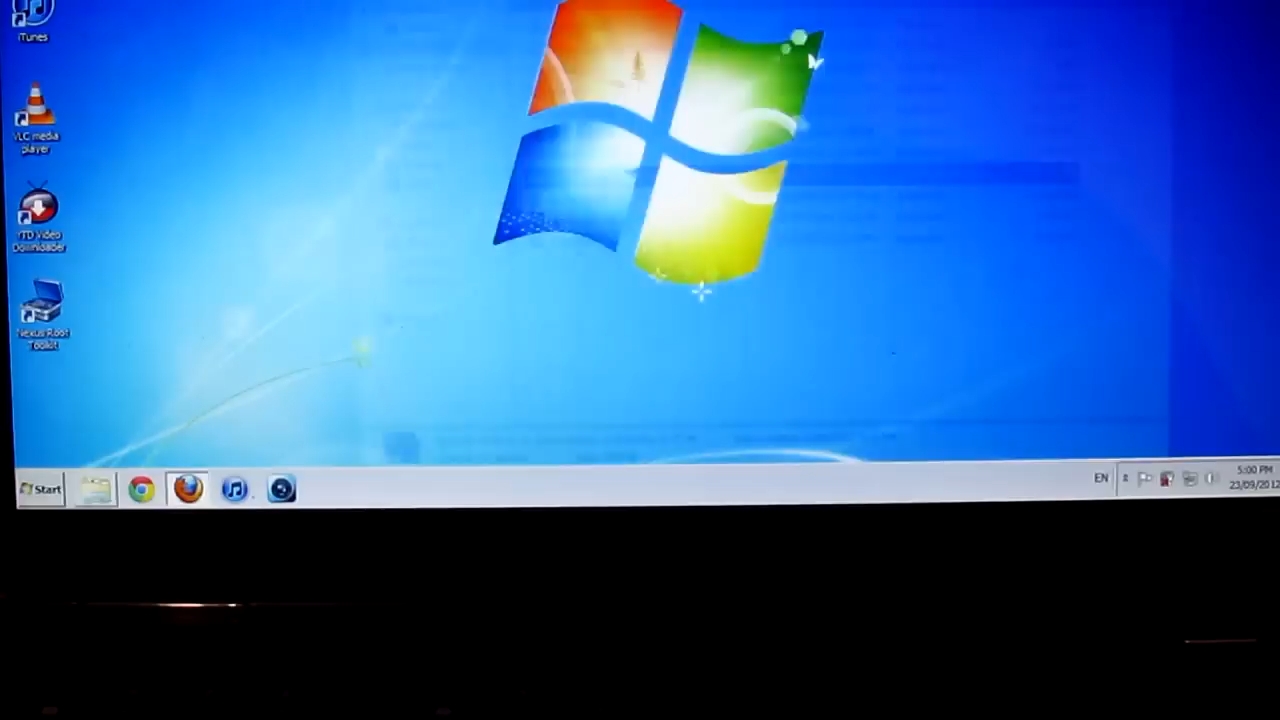 iTunes
VLC media
player
YTD Video
Downloader
Nexus Root
Toolkit
Start
EN
5:00 PM
23/09/2012